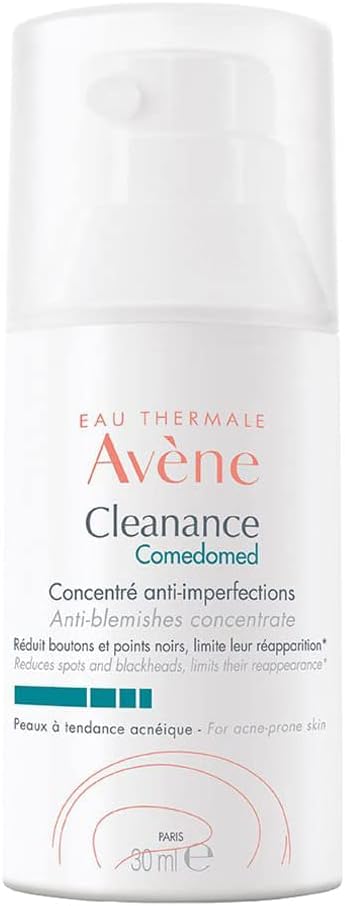 EAU THERMALE
Avène
Cleanance
Comedomed
Concentré anti-imperfections
Anti-blemishes concentrate
Réduit boutons et points noirs, limite leur réapparition*
Reduces spots and blackheads, limits their reappearance*
Peaux à tendance acnéique - For acne-prone skin
PARIS
30 ml ℮